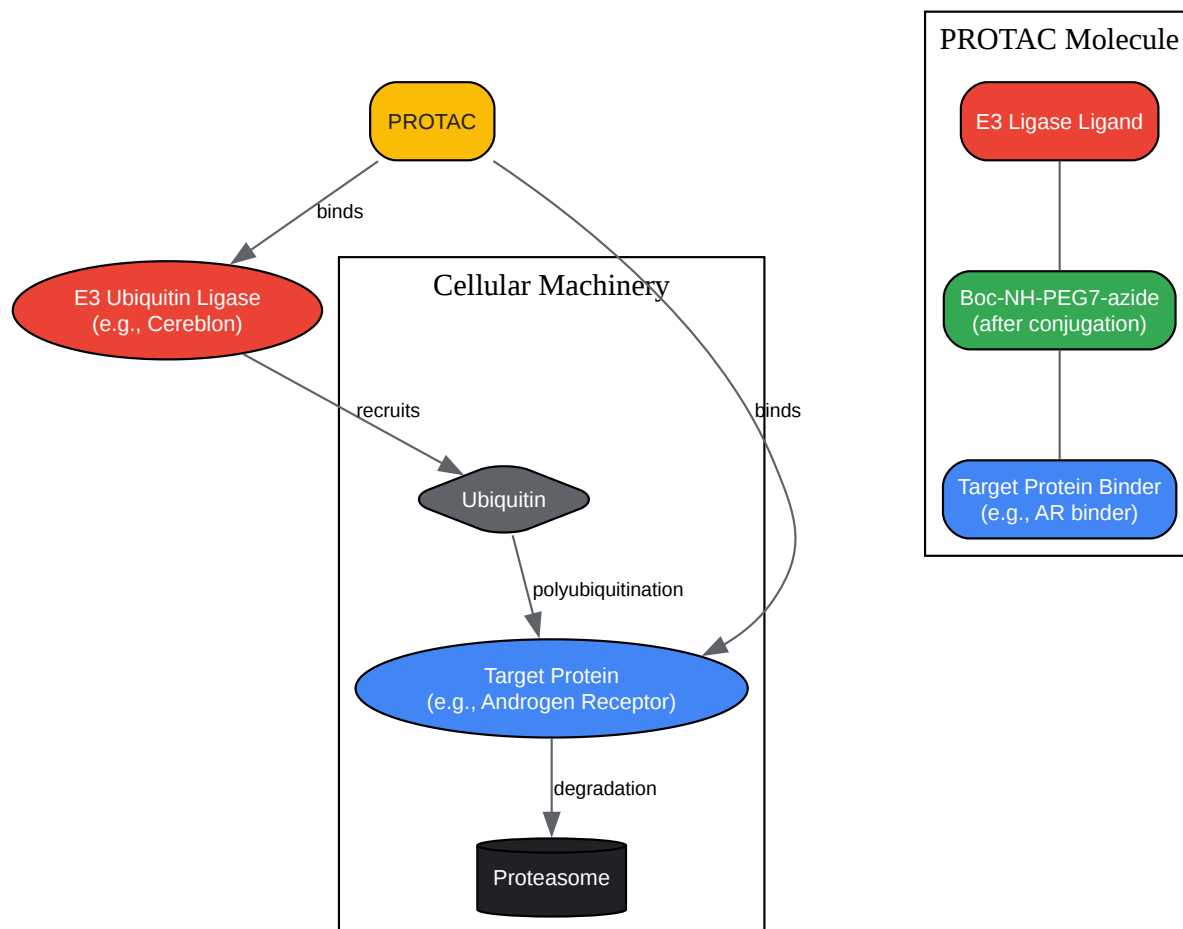 PROTAC Molecule
PROTAC
E3 Ligase Ligand
binds
Cellular Machinery
E3 Ubiquitin Ligase
(e.g., Cereblon)
Boc-NH-PEG7-azide
(after conjugation)
recruits
binds
Ubiquitin
Target Protein Binder
(e.g., AR binder)
polyubiquitination
Target Protein
(e.g., Androgen Receptor)
degradation
Proteasome